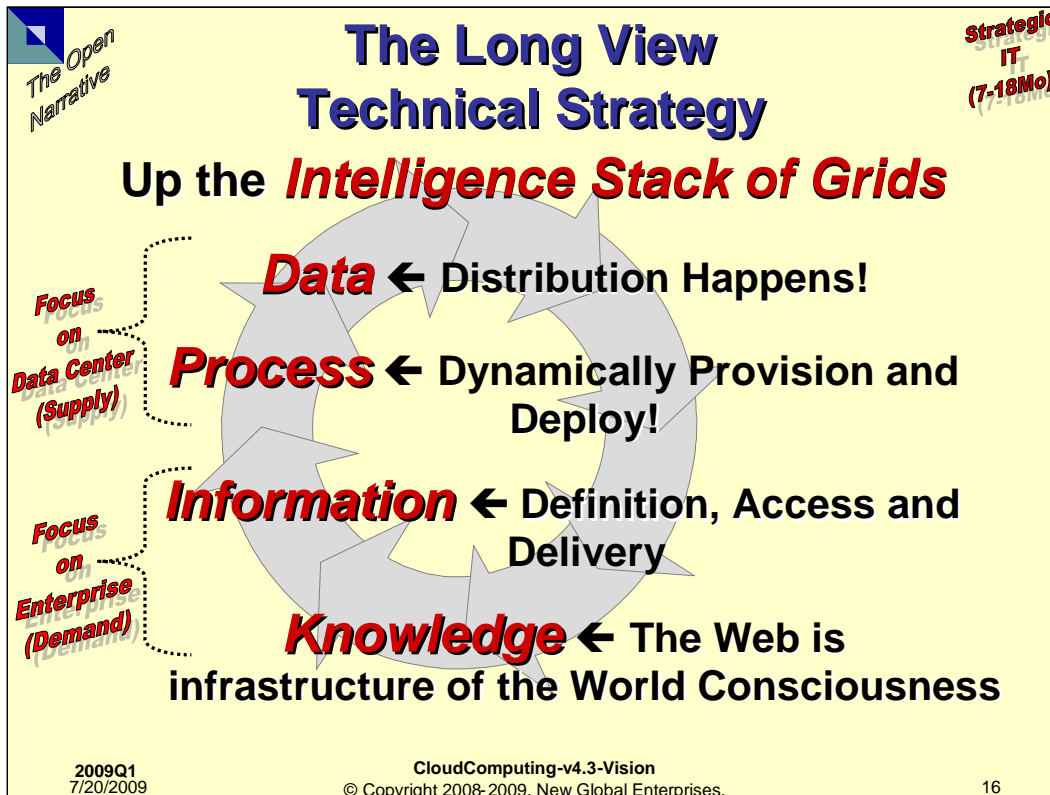 The Open
Narrative
The Long View
Technical Strategy
Strategic
IT
(7-18Mo)
Up the Intelligence Stack of Grids
Data ← Distribution Happens!
Focus
on
Data Center
(Supply)
Process ← Dynamically Provision and
Deploy!
Information ← Definition, Access and
Delivery
Focus
on
Enterprise
(Demand)
Knowledge ← The Web is
infrastructure of the World Consciousness
2009Q1
7/20/2009
CloudComputing-v4.3-Vision
© Copyright 2008-2009, New Global Enterprises.
16